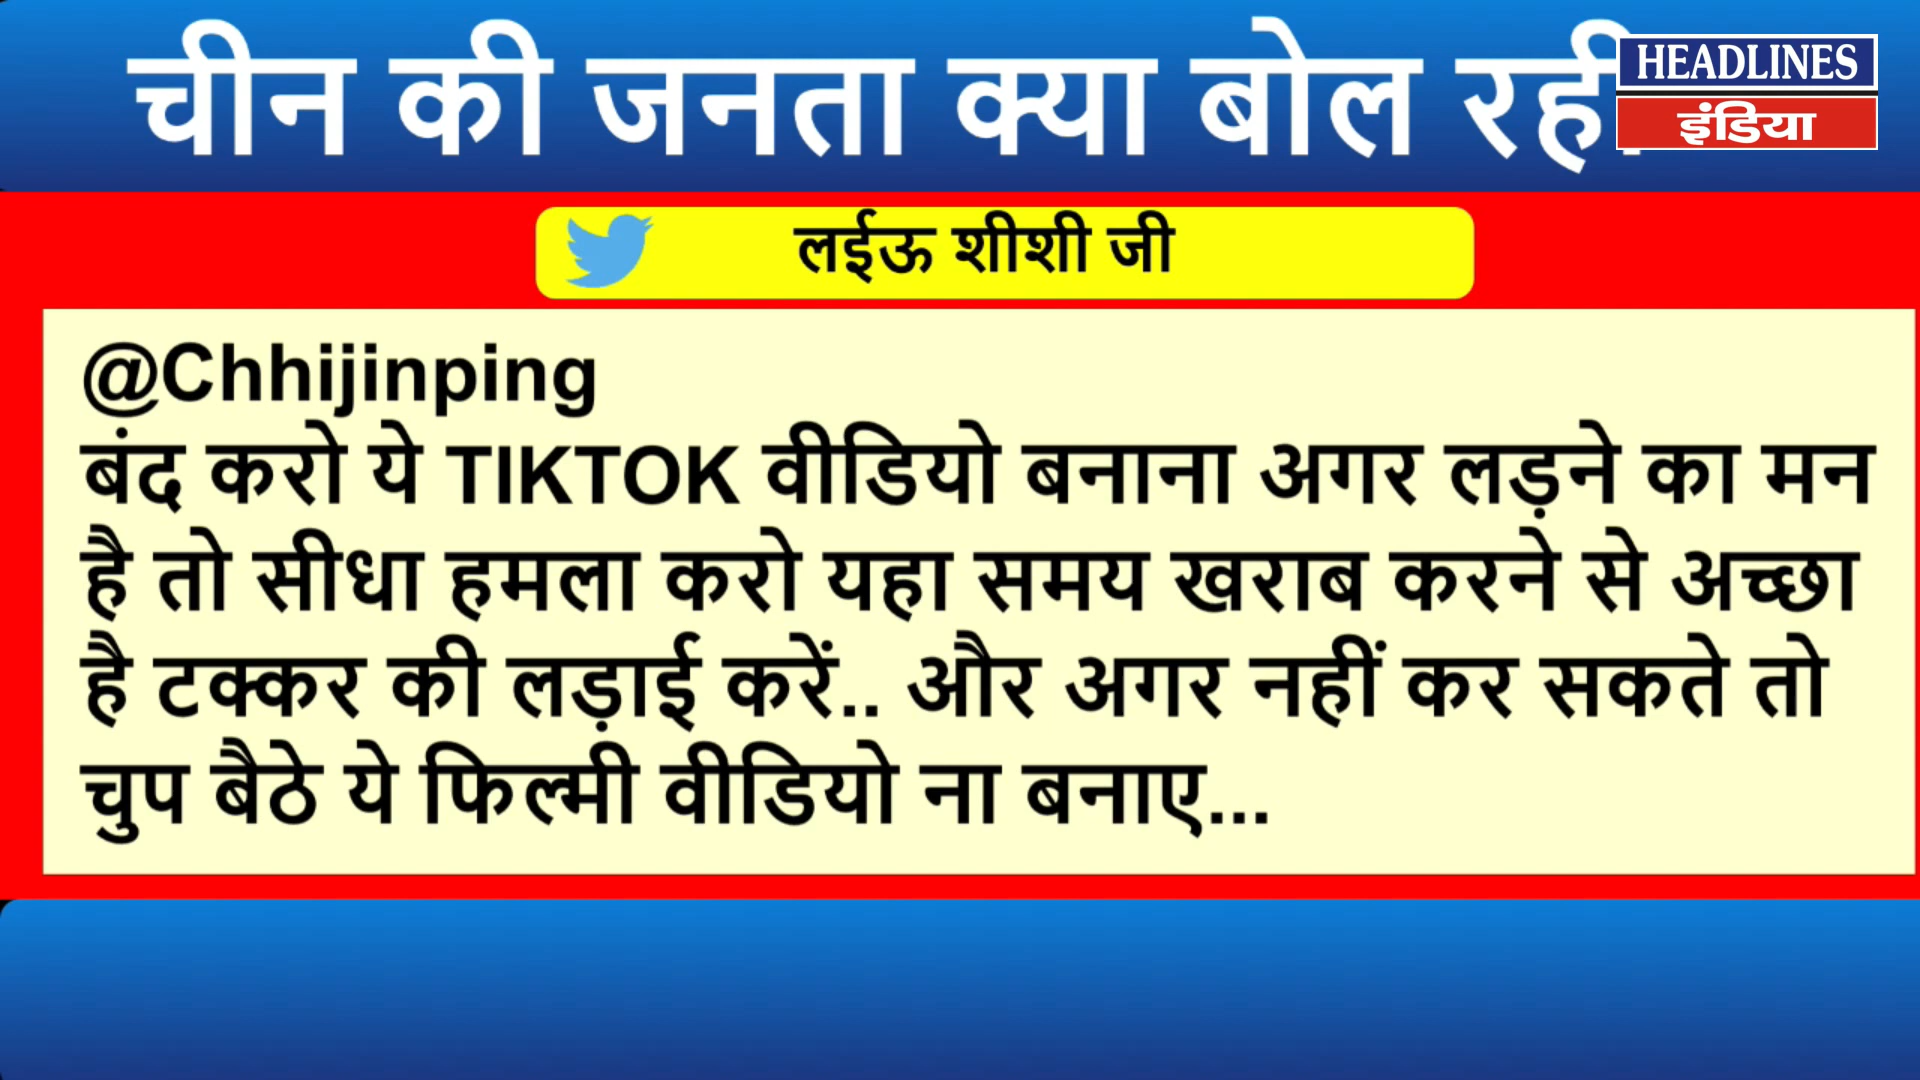 चीन की जनता क्या बोल रही
HEADLINES
इंडिया
लईऊ शीशी जी
@Chhijinping
बंद करो ये TIKTOK वीडियो बनाना अगर लड़ने का मन
है तो सीधा हमला करो यहा समय खराब करने से अच्छा
है टक्कर की लड़ाई करें.. और अगर नहीं कर सकते तो
चुप बैठे ये फिल्मी वीडियो ना बनाए...